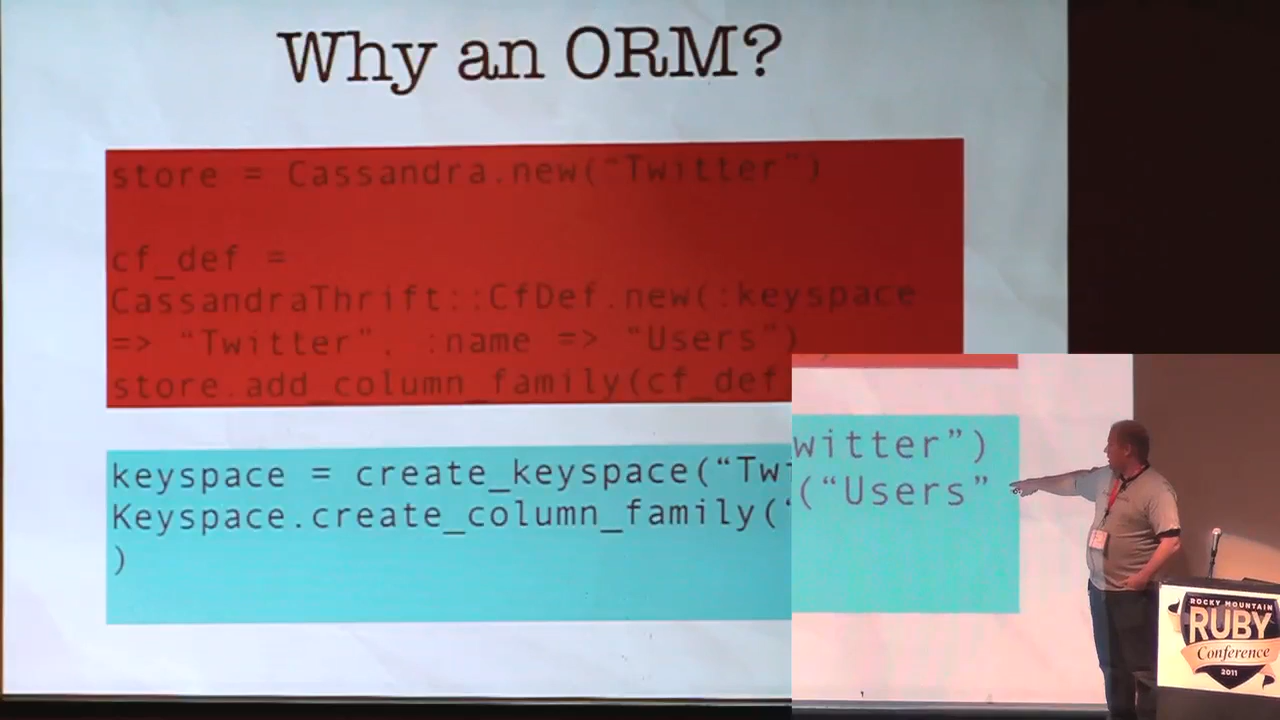 Why an ORM?
store = Cassandra.new("Twitter")
cf_def =
CassandraThrift::CfDef.new(:keyspace
=> "Twitter", :name => "Users")
store.add_column_family(cf_def
keyspace = create_keyspace("Twi
Keyspace.create_column_family("
)
witter")
("Users"
ROCKY MOUNTAIN
RUBY
Conference
2011